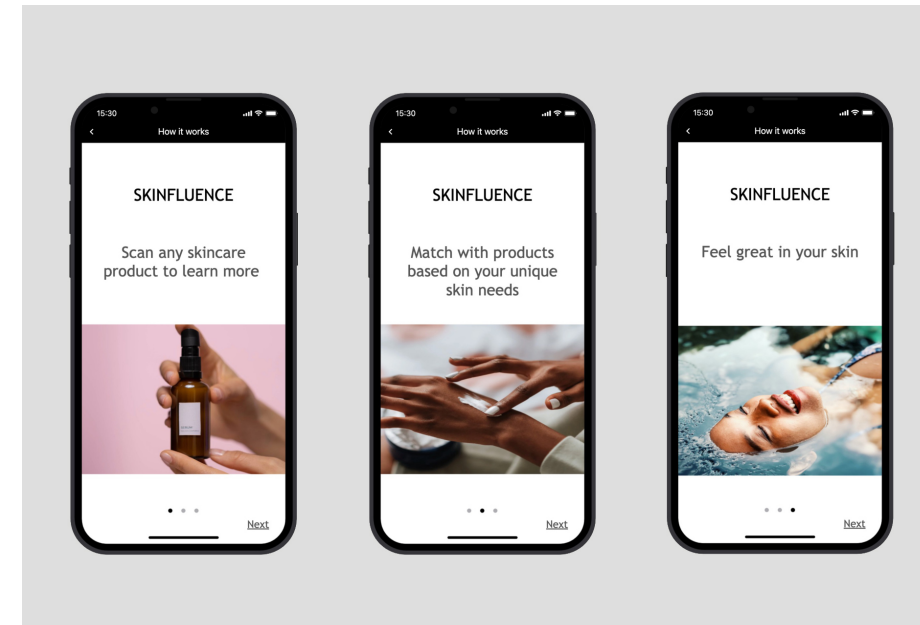 15:30
How it works
SKINFLUENCE
Scan any skincare
product to learn more
Next
15:30
How it works
SKINFLUENCE
Match with products
based on your unique
skin needs
Next
15:30
How it works
SKINFLUENCE
Feel great in your skin
Next